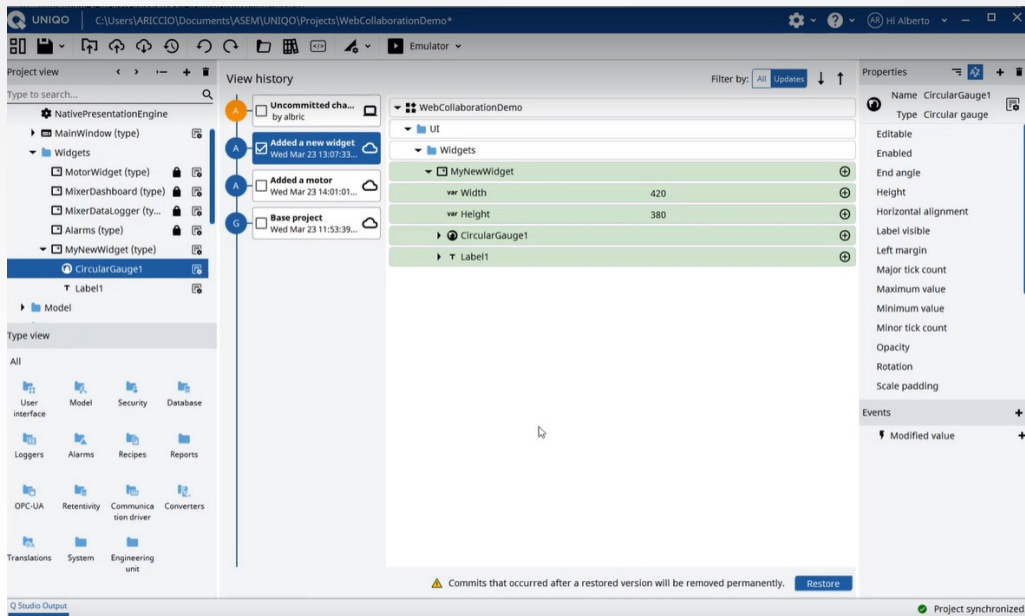 UNIQO
C:\Users\ARICCIO\Documents\ASEM\UNIQO\Projects\WebCollaborationDemo*
AR Hi Alberto
Emulator
Project view
Type to search...
NativePresentationEngine
MainWindow (type)
Widgets
MotorWidget (type)
MixerDashboard (type)
MixerDataLogger (ty...
Alarms (type)
MyNewWidget (type)
CircularGauge1
T Label1
Model
Type view
All
User interface
Model
Security
Database
Loggers
Alarms
Recipes
Reports
OPC-UA
Retentivity
Communica
tion driver
Converters
Translations
System
Engineering
unit
Q Studio Output
View history
Filter by: All Updates
A
Uncommitted cha...
by albric
A
Added a new widget
Wed Mar 23 13:07:33...
A
Added a motor
Wed Mar 23 14:01:01...
G
Base project
Wed Mar 23 11:53:39...
WebCollaborationDemo
UI
Widgets
MyNewWidget
var Width 420
var Height 380
CircularGauge1
T Label1
Commits that occurred after a restored version will be removed permanently.
Restore
Properties
Name CircularGauge1
Type Circular gauge
Editable
Enabled
End angle
Height
Horizontal alignment
Label visible
Left margin
Major tick count
Maximum value
Minimum value
Minor tick count
Opacity
Rotation
Scale padding
Events
Modified value
Project synchronized